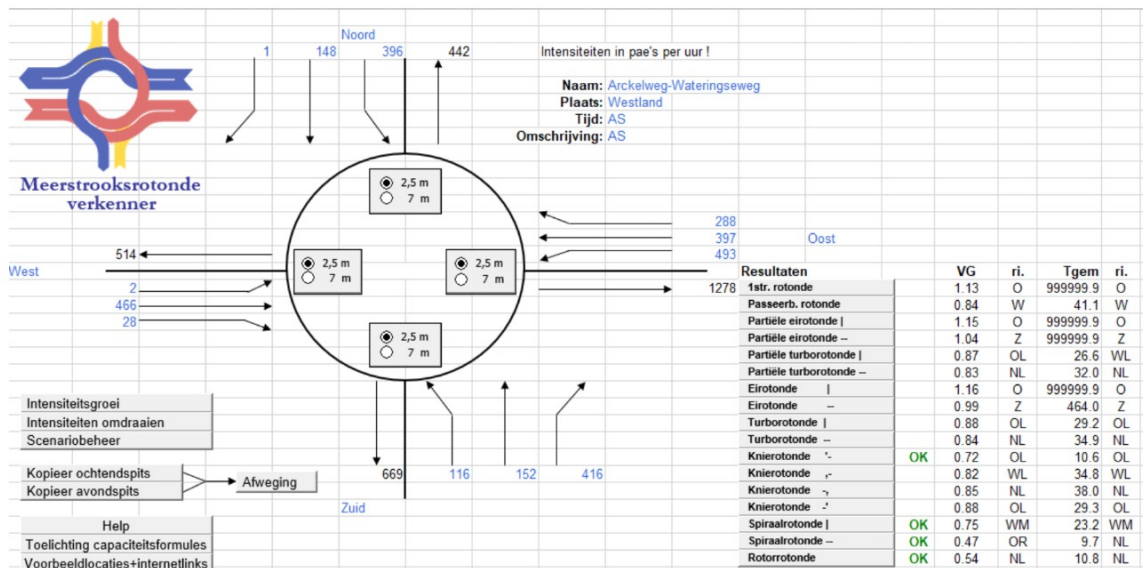 Noord
1 148 396 442 Intensiteiten in pae's per uur !
Naam: Arckelweg-Wateringseweg
Plaats: Westland
Tijd: AS
Omschrijving: AS
Meerstrooksrotonde
verkenner
2,5 m
7 m
288
397 Oost
493
514
West
2,5 m
7 m
2,5 m
7 m
2
466
28
1278
2,5 m
7 m
Resultaten VG ri. Tgem ri.
1str. rotonde 1.13 O 999999.9 O
Passeerb. rotonde 0.84 W 41.1 W
Partiële eirotonde | 1.15 O 999999.9 O
Partiële eirotonde -- 1.04 Z 999999.9 Z
Partiële turborotonde | 0.87 OL 26.6 WL
Partiële turborotonde -- 0.83 NL 32.0 NL
Eirotonde | 1.16 O 999999.9 O
Eirotonde -- 0.99 Z 464.0 Z
Turborotonde | 0.88 OL 29.2 OL
Turborotonde -- 0.84 NL 34.9 NL
Knierotonde '- OK 0.72 OL 10.6 OL
Knierotonde ,- 0.82 WL 34.8 WL
Knierotonde -, 0.85 NL 38.0 NL
Knierotonde -' 0.88 OL 29.3 OL
Spiraalrotonde | OK 0.75 WM 23.2 WM
Spiraalrotonde -- OK 0.47 OR 9.7 NL
Rotorrotonde OK 0.54 NL 10.8 NL
Intensiteitsgroei
Intensiteiten omdraaien
Scenariobeheer
669 116 152 416
Kopieer ochtendspits
Kopieer avondspits
Afweging
Zuid
Help
Toelichting capaciteitsformules
Voorbeeldlocaties+internetlinks